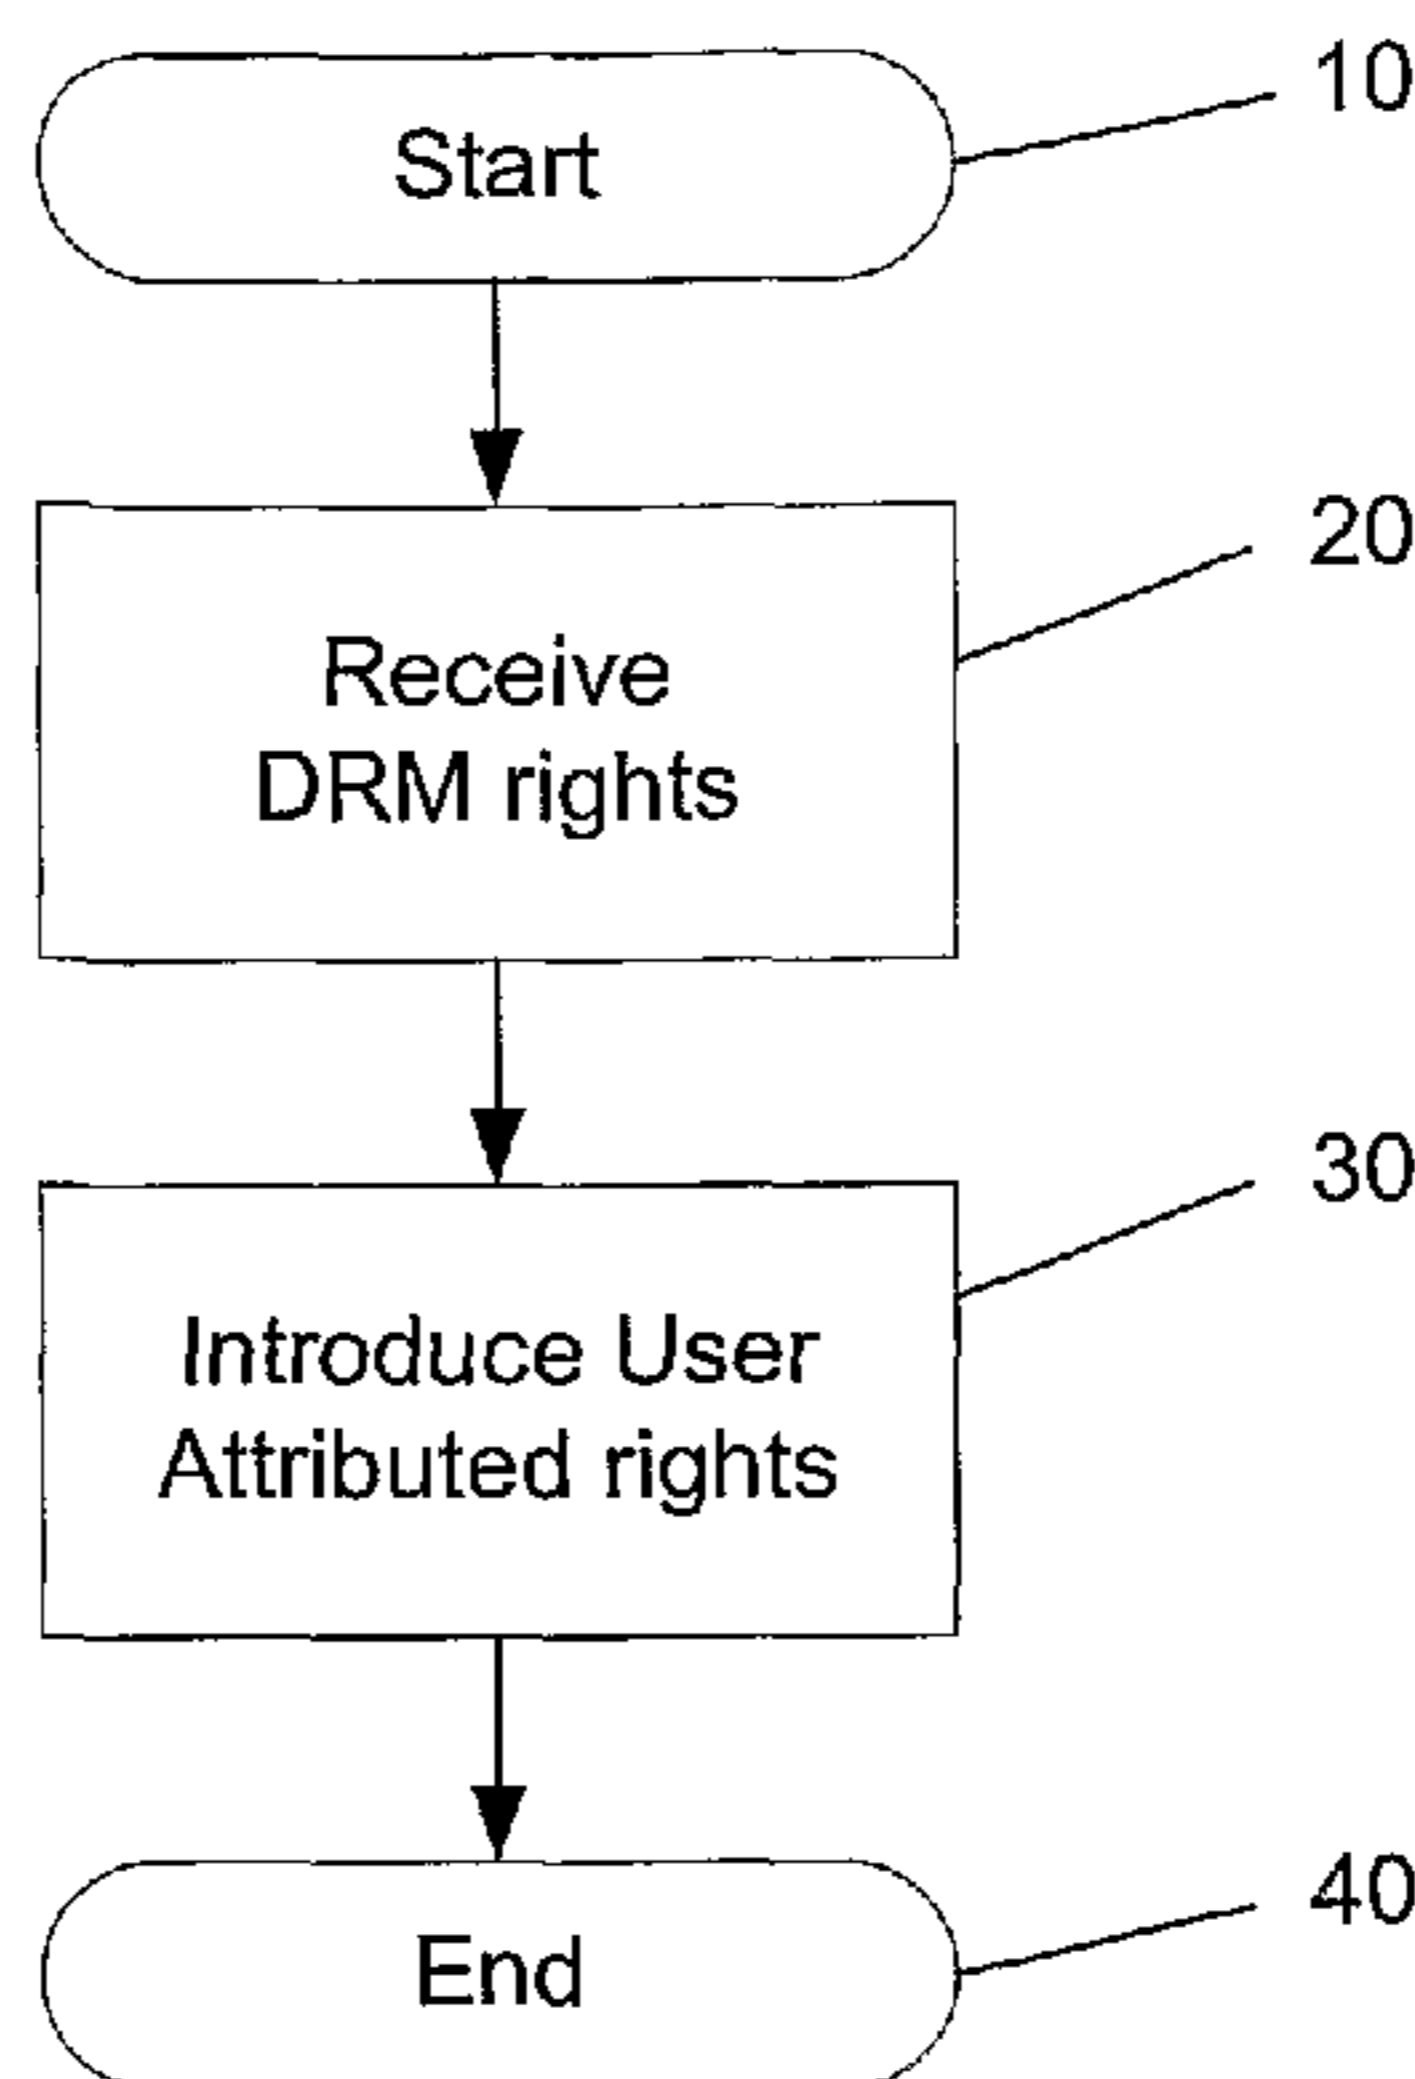 Start
10
Receive
DRM rights
20
Introduce User
Attributed rights
30
End
40